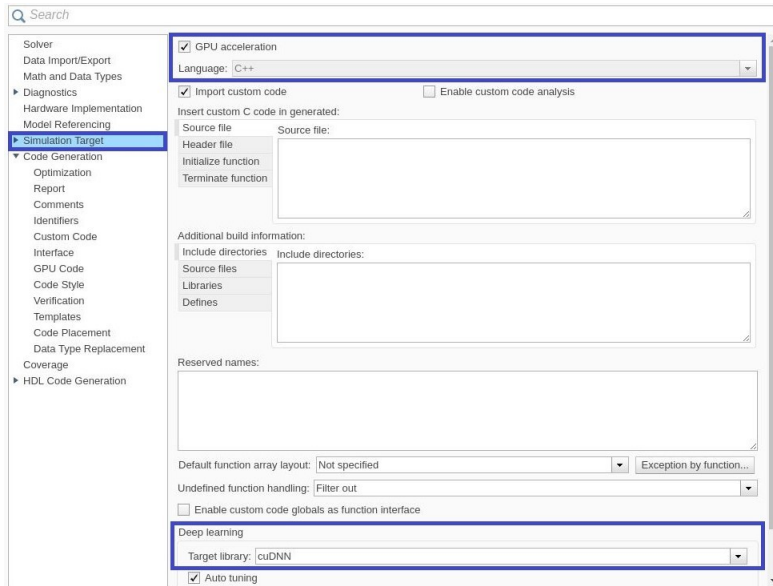 Search
Solver
Data Import/Export
Math and Data Types
Diagnostics
Hardware Implementation
Model Referencing
Simulation Target
Code Generation
Optimization
Report
Comments
Identifiers
Custom Code
Interface
GPU Code
Code Style
Verification
Templates
Code Placement
Data Type Replacement
Coverage
HDL Code Generation
GPU acceleration
Language: C++
Import custom code Enable custom code analysis
Insert custom C code in generated:
Source file
Header file
Initialize function
Terminate function
Source file:
Additional build information:
Include directories
Source files
Libraries
Defines
Include directories:
Reserved names:
Default function array layout: Not specified Exception by function...
Undefined function handling: Filter out
Enable custom code globals as function interface
Deep learning
Target library: cuDNN
Auto tuning